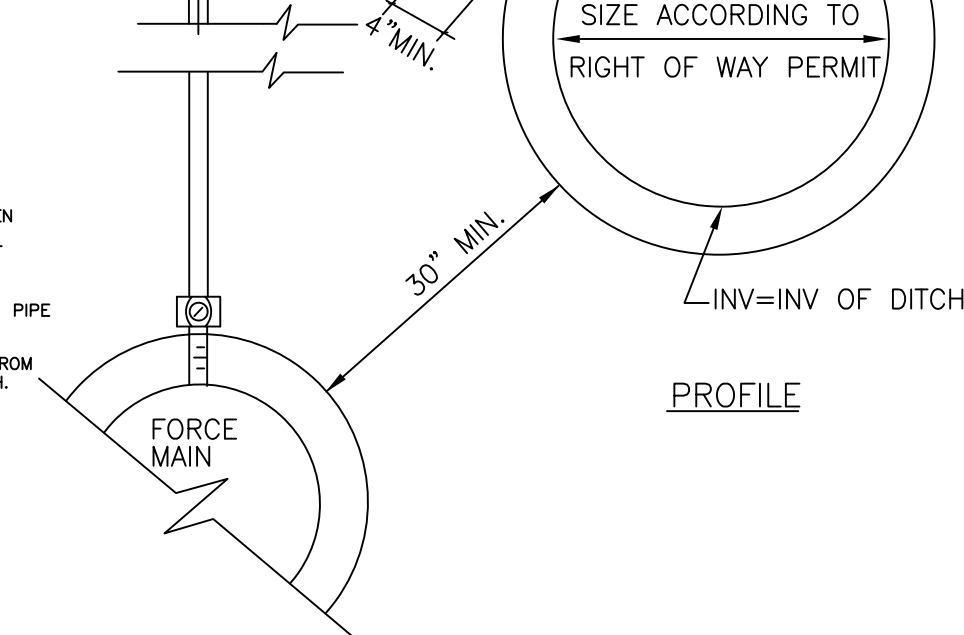 SIZE ACCORDING TO
RIGHT OF WAY PERMIT
4" MIN.
30" MIN.
INV=INV OF DITCH
PIPE
FORCE
MAIN
PROFILE